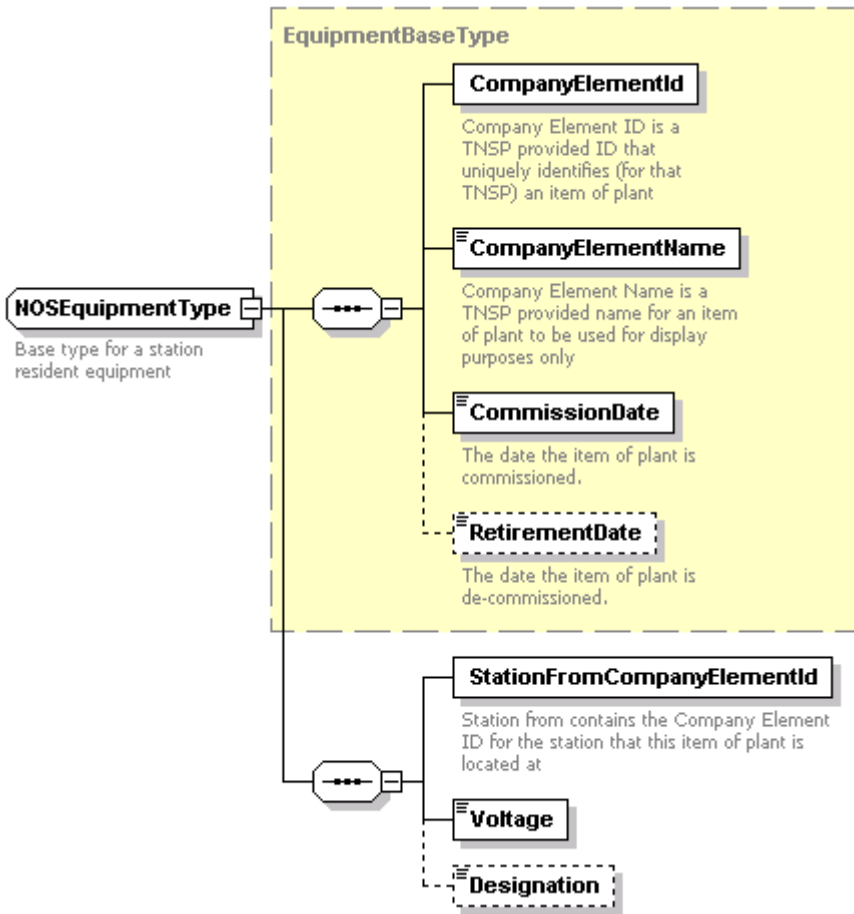 EquipmentBaseType
CompanyElementId
Company Element ID is a
TNSP provided ID that
uniquely identifies (for that
TNSP) an item of plant
CompanyElementName
Company Element Name is a
TNSP provided name for an item
of plant to be used for display
purposes only
NOSEquipmentType
Base type for a station
resident equipment
CommissionDate
The date the item of plant is
commissioned.
RetirementDate
The date the item of plant is
de-commissioned.
StationFromCompanyElementId
Station from contains the Company Element
ID for the station that this item of plant is
located at
Voltage
Designation